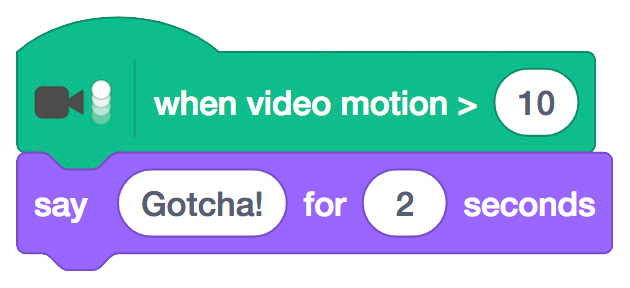 when video motion > 10
say Gotcha! for 2 seconds